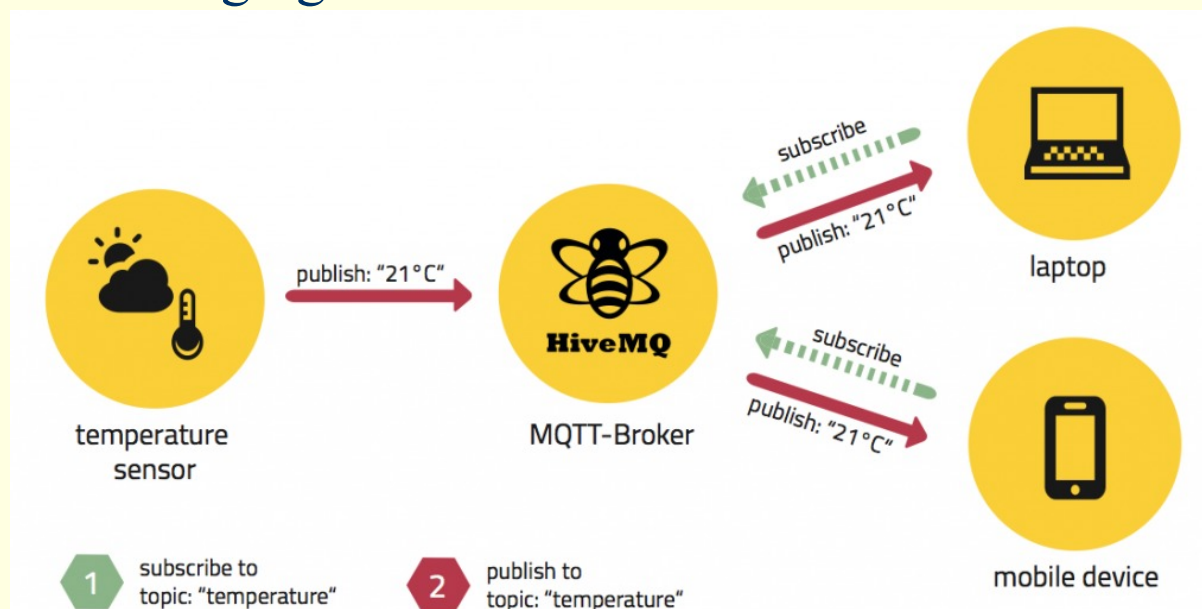 subscribe
publish: "21°C"
laptop
publish: "21°C"
HiveMQ
temperature
sensor
MQTT-Broker
subscribe
publish: "21°C"
mobile device
1
subscribe to
topic: "temperature"
2
publish to
topic: "temperature"